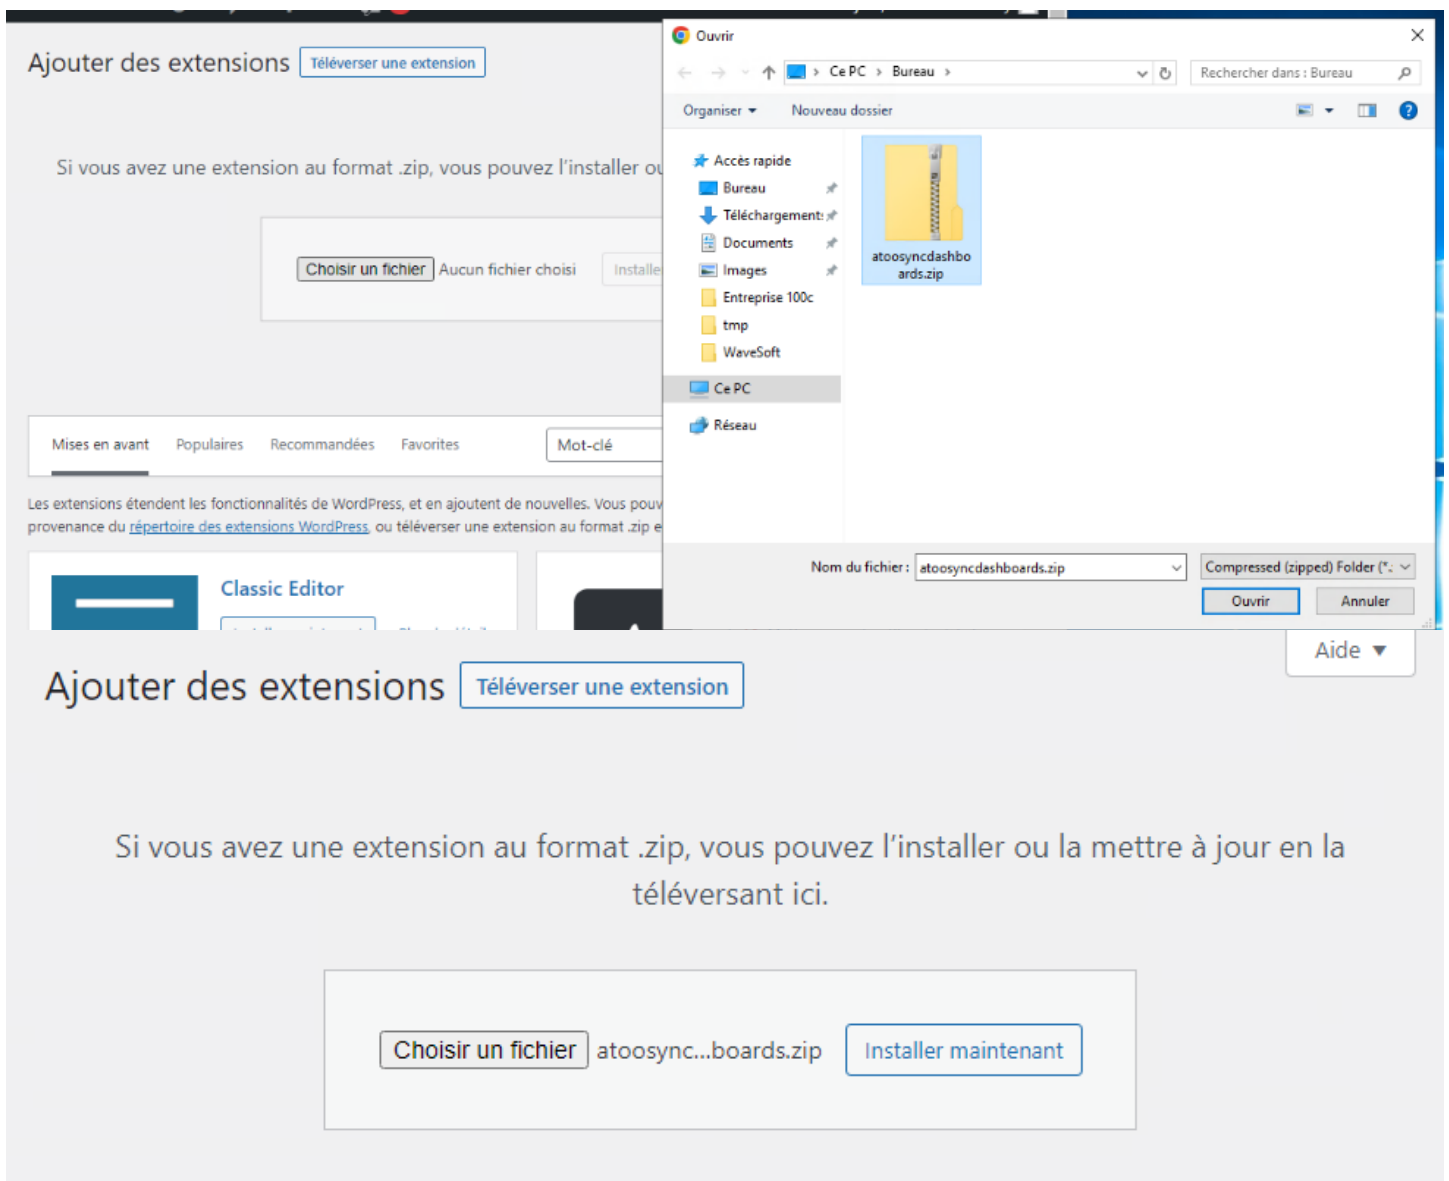 Ajouter des extensions Téléverser une extension
Si vous avez une extension au format .zip, vous pouvez l'installer ou
Choisir un fichier Aucun fichier choisi Installe
Mises en avant Populaires Recommandées Favorites Mot-clé
Les extensions étendent les fonctionnalités de WordPress, et en ajoutent de nouvelles. Vous pouv
provenance du répertoire des extensions WordPress, ou téléverser une extension au format .zip e
Classic Editor
Ouvrir
Ce PC > Bureau >
Rechercher dans : Bureau
Organiser Nouveau dossier
Accès rapide
Bureau
Téléchargements
Documents
Images
Entreprise 100c
tmp
WaveSoft
Ce PC
Réseau
atoosyncdashbo
ards.zip
Nom du fichier : atoosyncdashboards.zip Compressed (zipped) Folder (*.
Ouvrir Annuler
Aide ▼
Ajouter des extensions Téléverser une extension
Si vous avez une extension au format .zip, vous pouvez l'installer ou la mettre à jour en la
téléversant ici.
Choisir un fichier atoosync...boards.zip Installer maintenant